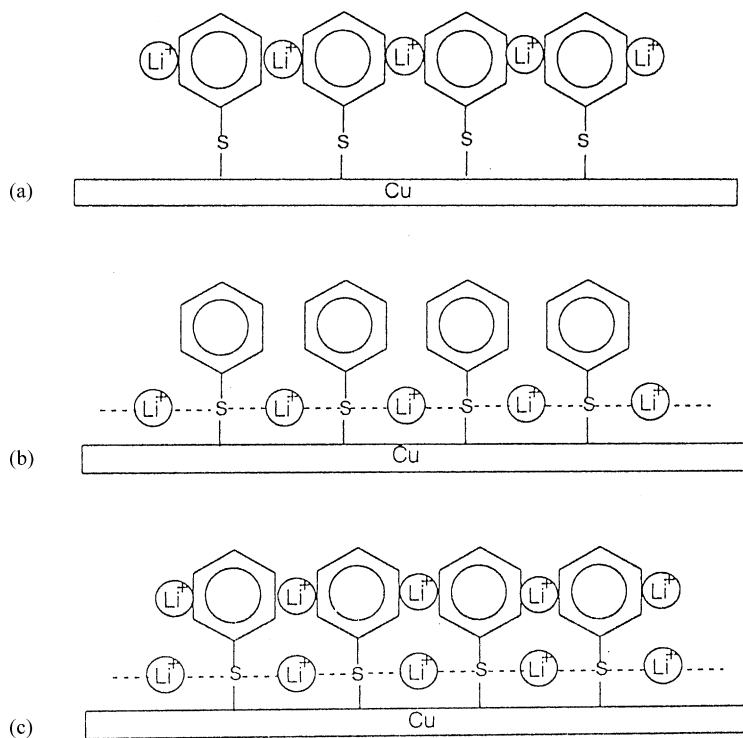 Li+ Li+ Li+ Li+ Li+
S S S S
(a) Cu
Li+ S Li+ S Li+ S Li+ S Li+
(b) Cu
Li+ Li+ Li+ Li+ Li+
Li+ S Li+ S Li+ S Li+ S Li+
(c) Cu